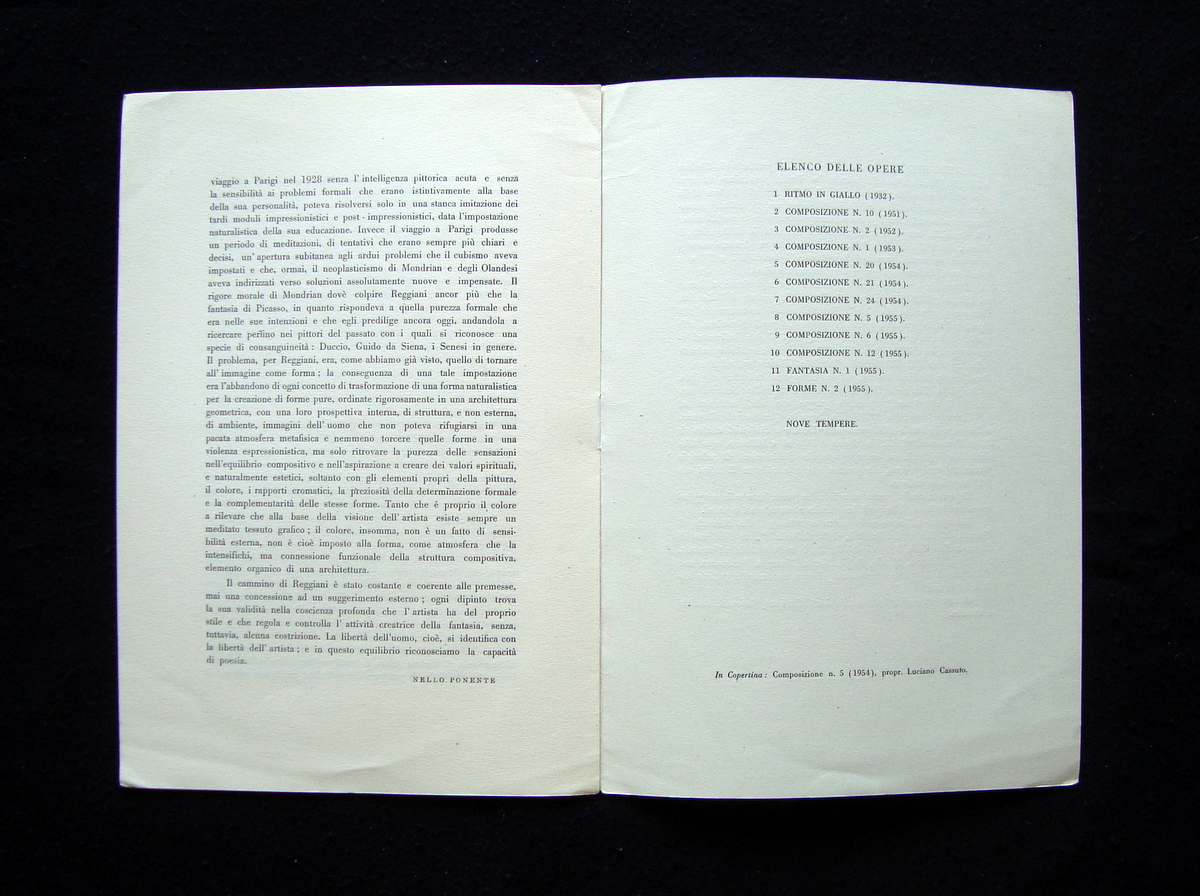 viaggio a Parigi nel 1928 senza l'intelligenza pittorica acuta e senza
la sensibilità ai problemi formali che erano istintivamente alla base
della sua personalità, poteva risolversi solo in una stanca imitazione dei
tardi moduli impressionistici e post-impressionistici, data l'impostazione
naturalistica della sua educazione. Invece il viaggio a Parigi produsse
un periodo di meditazioni, di tentativi che erano sempre più chiari e
decisi, un'apertura subitanea agli ardui problemi che il cubismo aveva
impostati e che, ormai, il neoplasticismo di Mondrian e degli Olandesi
aveva indirizzati verso soluzioni assolutamente nuove e impensate. Il
rigore morale di Mondrian dovè colpire Reggiani ancor più che la
fantasia di Picasso, in quanto rispondeva a quella purezza formale che
era nelle sue intenzioni e che egli predilige ancora oggi, andandola a
ricercare perfino nei pittori del passato con i quali si riconosce una
specie di consanguineità: Duccio, Guido da Siena, i Senesi in genere.
Il problema, per Reggiani, era, come abbiamo già visto, quello di tornare
all'immagine come forma; la conseguenza di una tale impostazione
era l'abbandono di ogni concetto di trasformazione di una forma naturalistica
per la creazione di forme pure, ordinate rigorosamente in una architettura
geometrica, con una loro prospettiva interna, di struttura, e non esterna,
di ambiente, immagini dell'uomo che non poteva rifugiarsi in una
pacata atmosfera metafisica e nemmeno torcere quelle forme in una
violenza espressionistica, ma solo ritrovare la purezza delle sensazioni
nell'equilibrio compositivo e nell'aspirazione a creare dei valori spirituali,
e naturalmente estetici, soltanto con gli elementi propri della pittura,
il colore, i rapporti cromatici, la preziosità della determinazione formale
e la complementarità delle stesse forme. Tanto che é proprio il colore
a rilevare che alla base della visione dell'artista esiste sempre un
meditato tessuto grafico; il colore, insomma, non è un fatto di sensi-
bilità esterna, non è cioè imposto alla forma, come atmosfera che la
intensifichi, ma connessione funzionale della struttura compositiva,
elemento organico di una architettura.
Il cammino di Reggiani è stato costante e coerente alle premesse,
mai una concessione ad un suggerimento esterno; ogni dipinto trova
la sua validità nella coscienza profonda che l'artista ha del proprio
stile e che regola e controlla l'attività creatrice della fantasia, senza,
tuttavia, alcuna costrizione. La libertà dell'uomo, cioè, si identifica con
la libertà dell'artista; e in questo equilibrio riconosciamo la capacità
di poesia.
NELLO PONENTE
ELENCO DELLE OPERE
1 RITMO IN GIALLO (1932).
2 COMPOSIZIONE N. 10 (1951).
3 COMPOSIZIONE N. 2 (1952).
4 COMPOSIZIONE N. 1 (1953).
5 COMPOSIZIONE N. 20 (1954).
6 COMPOSIZIONE N. 21 (1954).
7 COMPOSIZIONE N. 24 (1954).
8 COMPOSIZIONE N. 5 (1955).
9 COMPOSIZIONE N. 6 (1955).
10 COMPOSIZIONE N. 12 (1955).
11 FANTASIA N. 1 (1955).
12 FORME N. 2 (1955).
NOVE TEMPERE.
In Copertina: Composizione n. 5 (1954), propr. Luciano Cassuto.